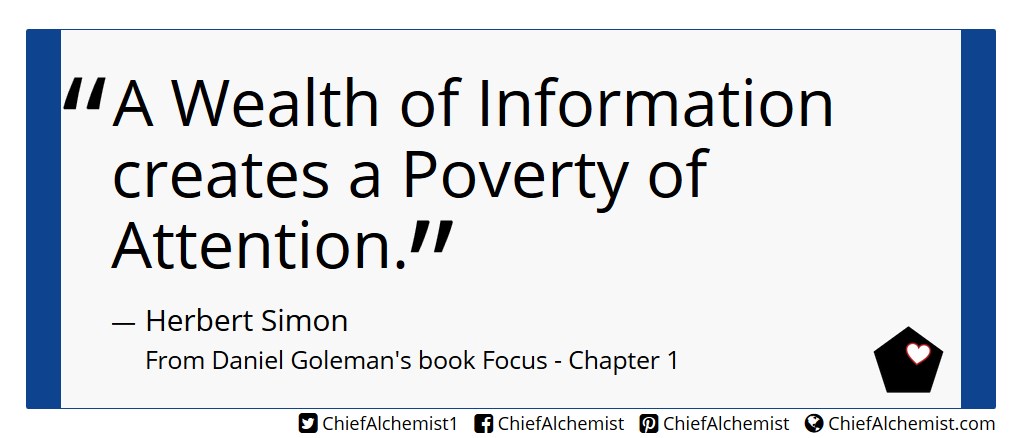 “A Wealth of Information
creates a Poverty of
Attention.”
— Herbert Simon
From Daniel Goleman's book Focus - Chapter 1
ChiefAlchemist1 ChiefAlchemist ChiefAlchemist ChiefAlchemist.com